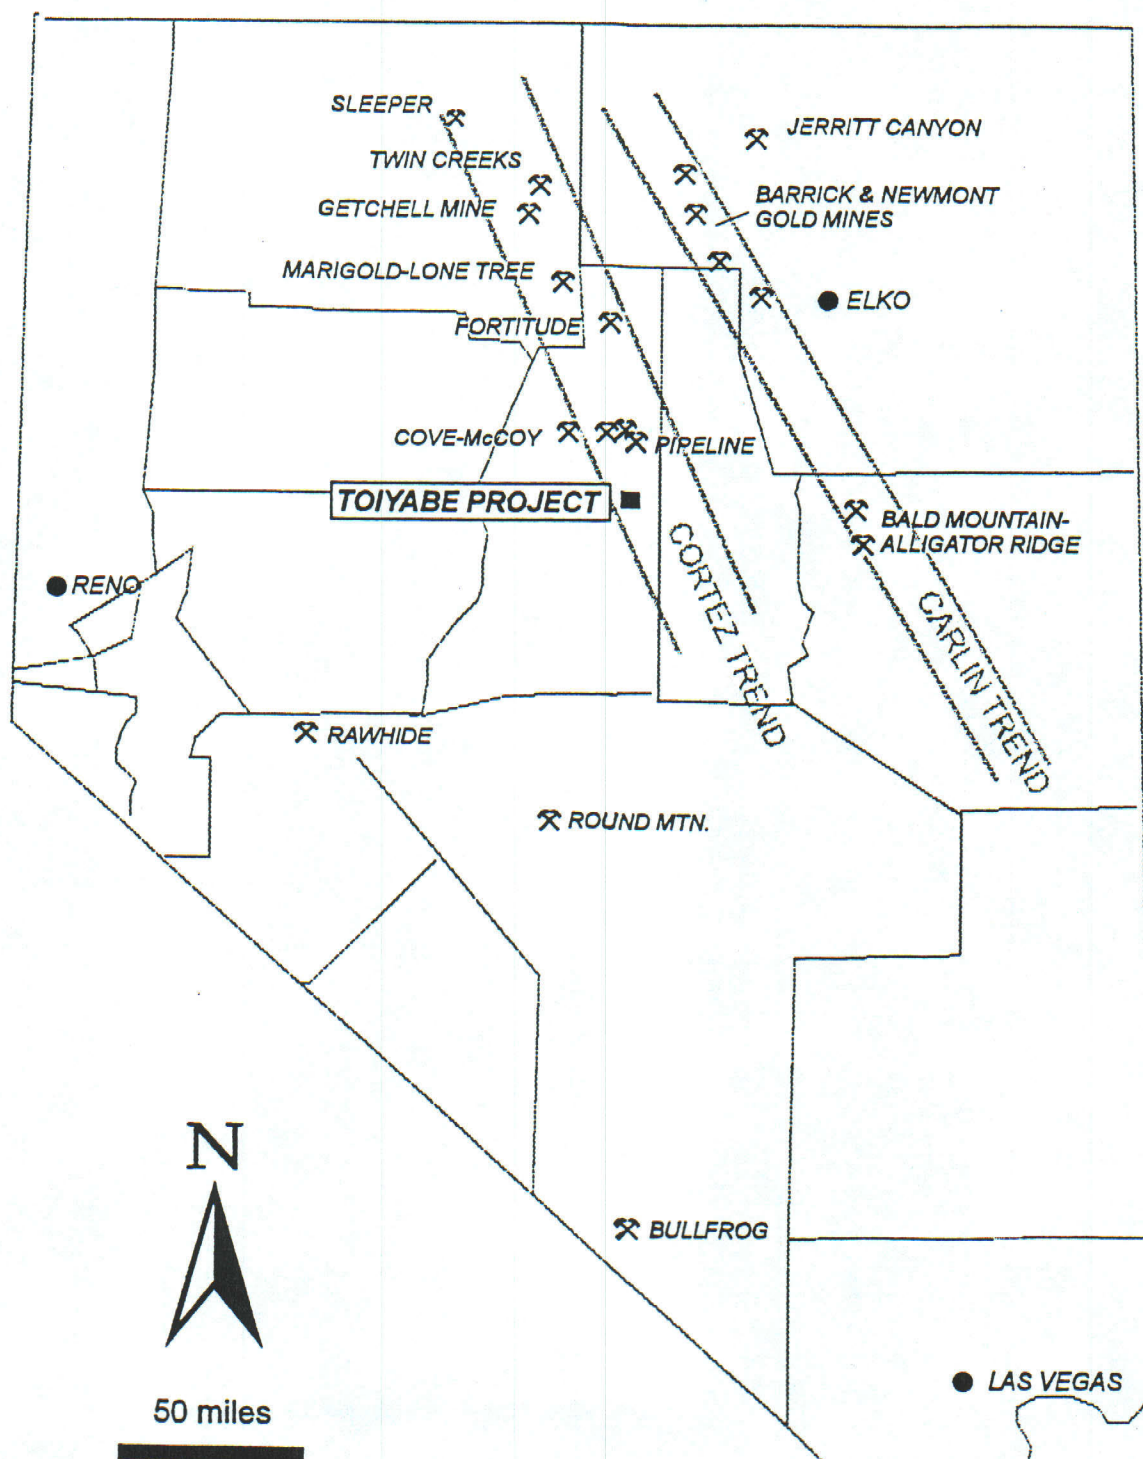 SLEEPER
JERRITT CANYON
TWIN CREEKS
BARRICK & NEWMONT
GOLD MINES
GETCHELL MINE
MARIGOLD-LONE TREE
ELKO
FORTITUDE
COVE-McCOY
PIPELINE
TOIYABE PROJECT
BALD MOUNTAIN-
ALLIGATOR RIDGE
RENO
CORTEZ TREND
CARLIN TREND
RAWHIDE
ROUND MTN.
N
BULLFROG
LAS VEGAS
50 miles